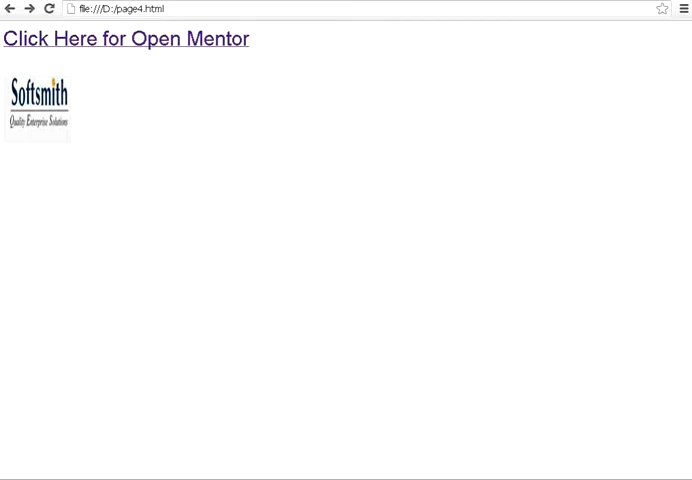 file:///D:/page4.html
Click Here for Open Mentor
Softsmith
Quality Enterprise Solutions